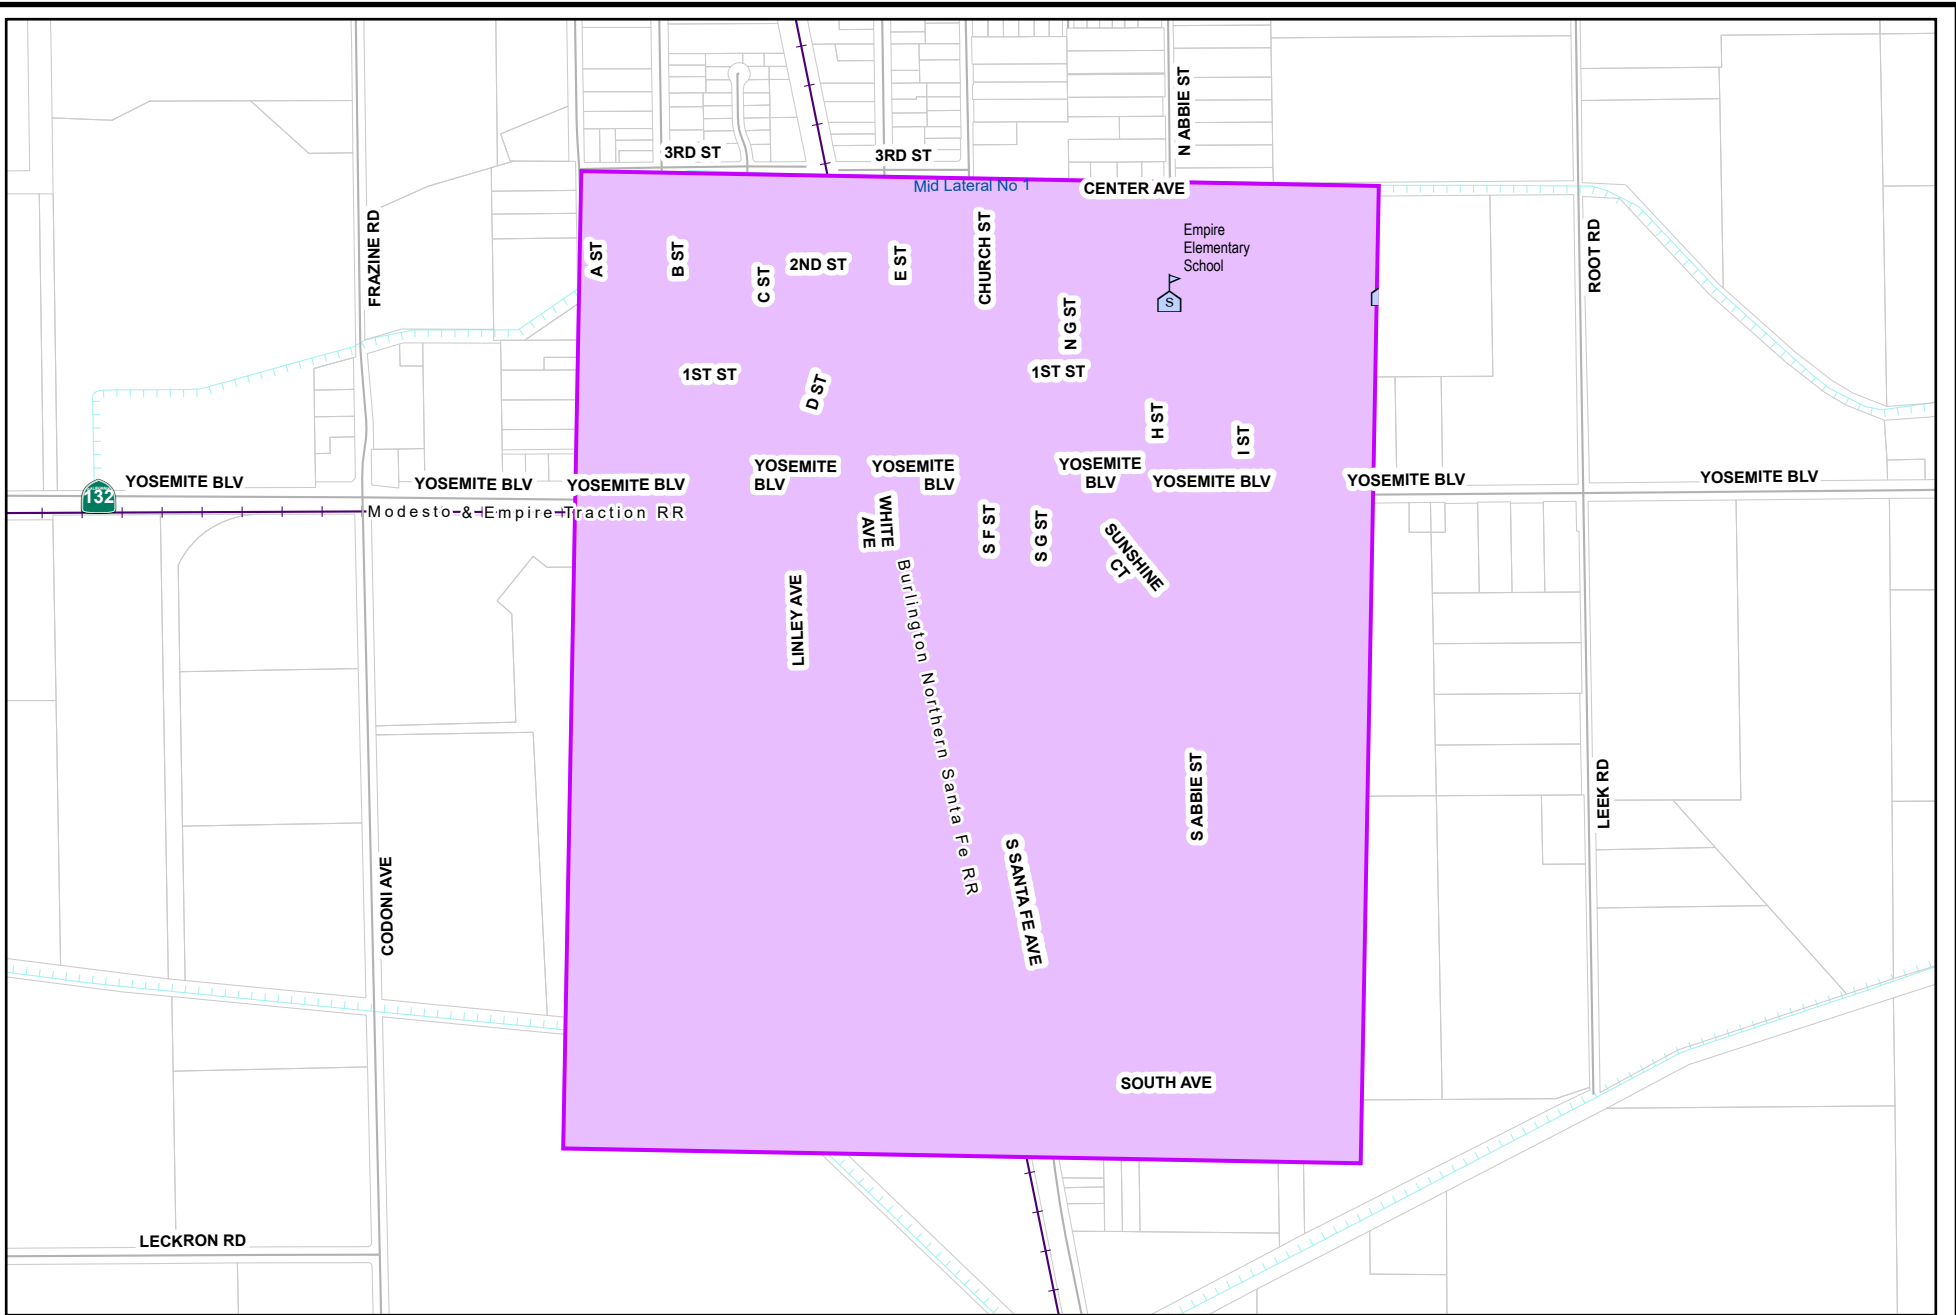 N ABBIE ST
3RD ST
3RD ST
Mid Lateral No 1
CENTER AVE
FRAZINE RD
A ST
B ST
C ST
2ND ST
E ST
CHURCH ST
Empire
Elementary
School
S
ROOT RD
N G ST
1ST ST
D ST
1ST ST
H ST
I ST
132
YOSEMITE BLV
YOSEMITE BLV
YOSEMITE BLV
YOSEMITE
BLV
YOSEMITE
BLV
YOSEMITE
BLV
YOSEMITE BLV
YOSEMITE BLV
YOSEMITE BLV
Modesto & Empire Traction RR
WHITE
AVE
S F ST
S G ST
SUNSHINE
CT
LINLEY AVE
Burlington Northern Santa Fe RR
S ABBIE ST
LEEK RD
CODONI AVE
S SANTA FE AVE
SOUTH AVE
LECKRON RD